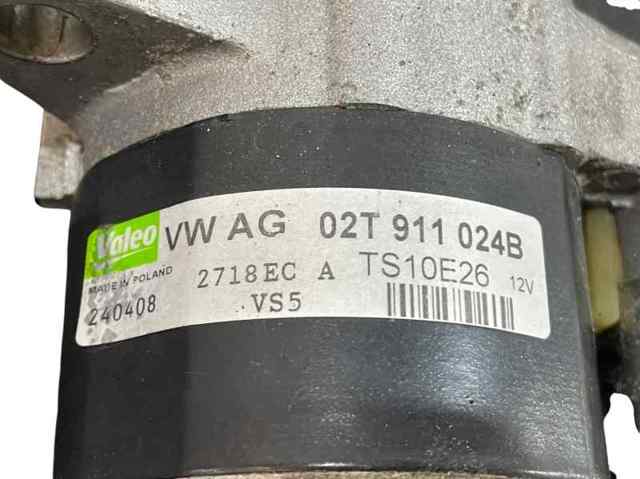 Valeo VW AG 02T 911 024B
MADE IN POLAND 2718EC A TS10E26 12V
240408 VS5